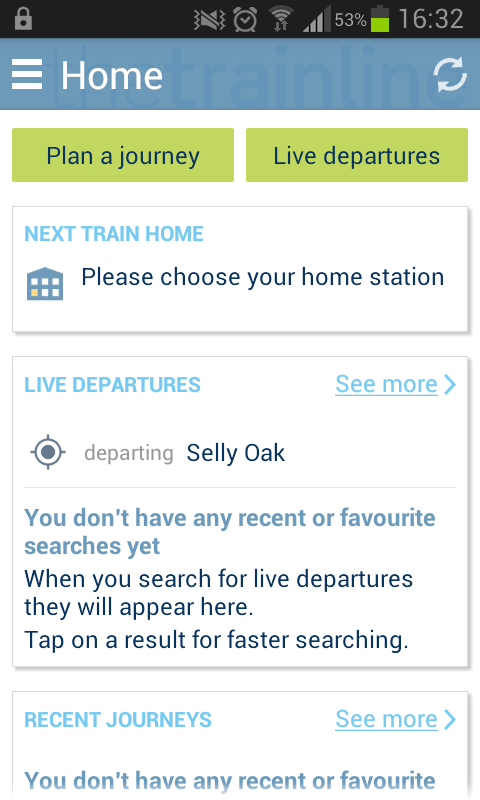 53% 16:32
thetrainline
Home
Plan a journey Live departures
NEXT TRAIN HOME
Please choose your home station
LIVE DEPARTURES See more
departing Selly Oak
You don't have any recent or favourite
searches yet
When you search for live departures
they will appear here.
Tap on a result for faster searching.
RECENT JOURNEYS See more
You don't have any recent or favourite